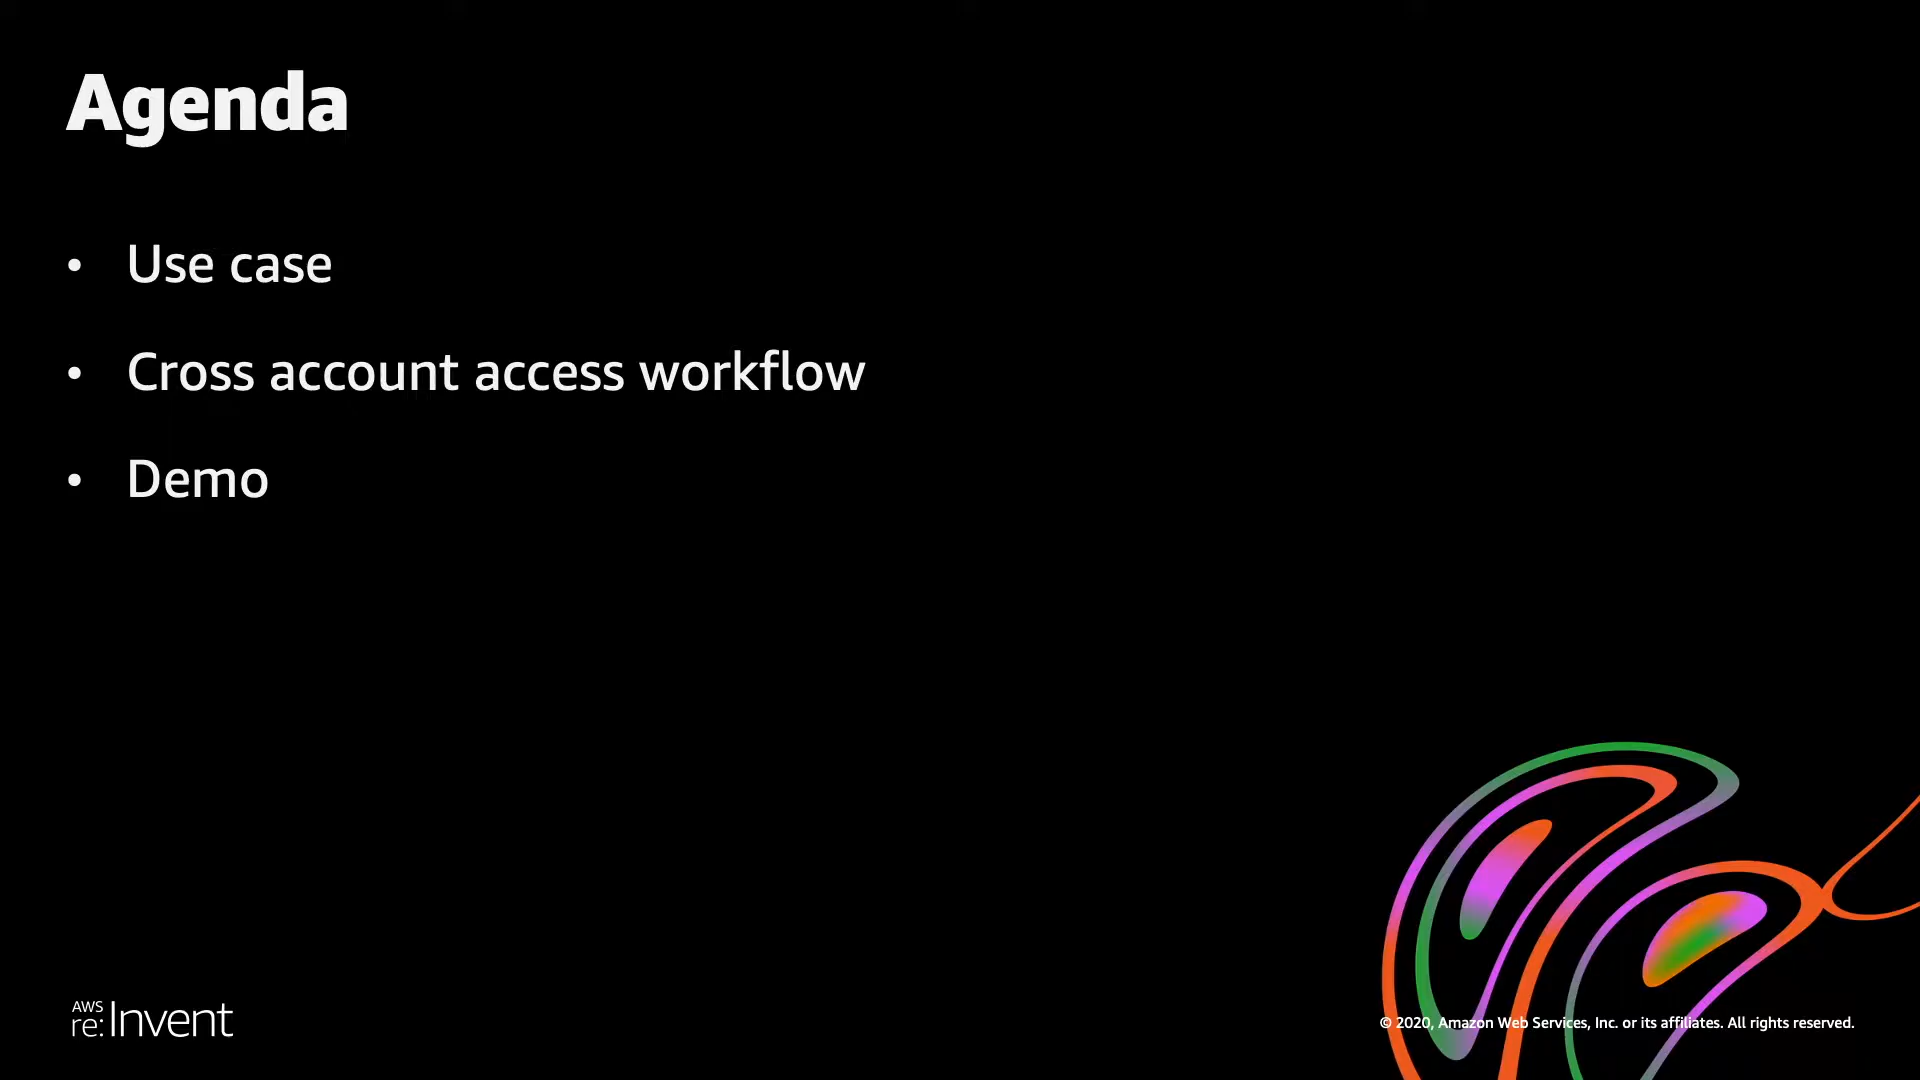 Agenda
• Use case
• Cross account access workflow
• Demo
AWS
re:Invent
© 2020, Amazon Web Services, Inc. or its affiliates. All rights reserved.